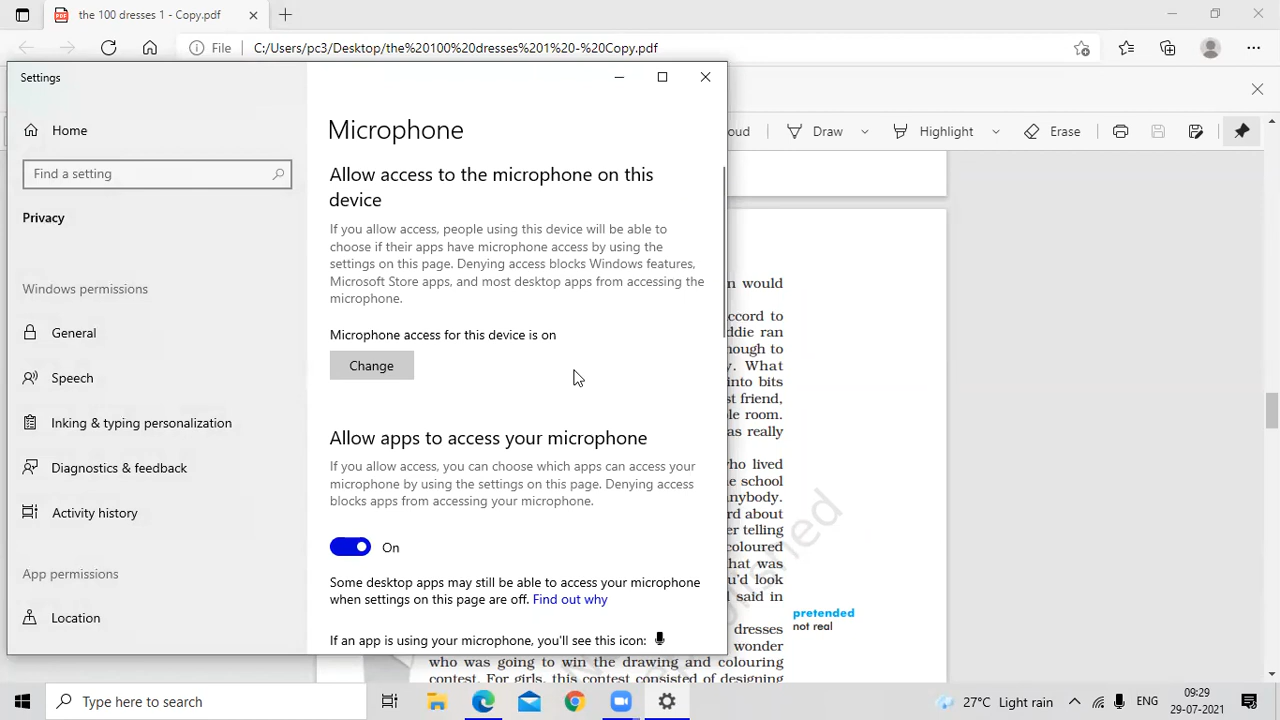 the 100 dresses 1 - Copy.pdf
File C:/Users/pc3/Desktop/the%20100%20dresses%201%20-%20Copy.pdf
Settings
Home
Find a setting
Privacy
Windows permissions
General
Speech
Inking & typing personalization
Diagnostics & feedback
Activity history
App permissions
Location
Microphone
Allow access to the microphone on this
device
If you allow access, people using this device will be able to
choose if their apps have microphone access by using the
settings on this page. Denying access blocks Windows features,
Microsoft Store apps, and most desktop apps from accessing the
microphone.
Microphone access for this device is on
Change
Allow apps to access your microphone
If you allow access, you can choose which apps can access your
microphone by using the settings on this page. Denying access
blocks apps from accessing your microphone.
On
Some desktop apps may still be able to access your microphone
when settings on this page are off. Find out why
If an app is using your microphone, you'll see this icon:
oud Draw Highlight Erase
n would
ccord to
ddie ran
nough to
y. What
into bits
st friend,
le room.
as really
ho lived
e school
nybody.
rd about
er telling
coloured
hat was
u'd look
l said in
dresses
wonder
who was going to win the drawing and colouring
contest. For girls, this contest consisted of designing
pretended
not real
Type here to search
27°C Light rain
ENG
09:29
29-07-2021